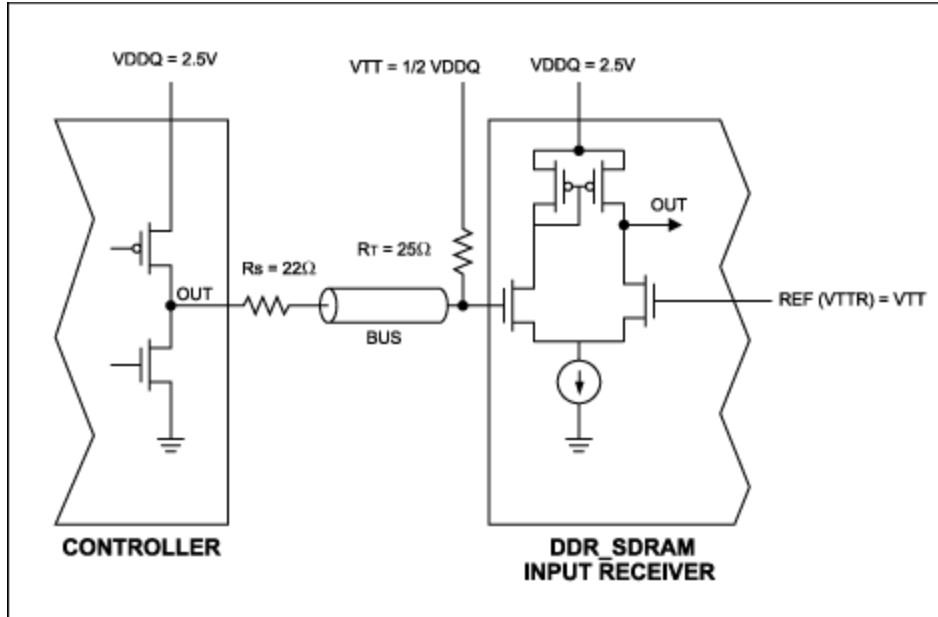 VDDQ = 2.5V
VTT = 1/2 VDDQ
VDDQ = 2.5V
OUT
RT = 25Ω
RS = 22Ω
OUT
REF (VTTR) = VTT
BUS
CONTROLLER
DDR_SDRAM
INPUT RECEIVER